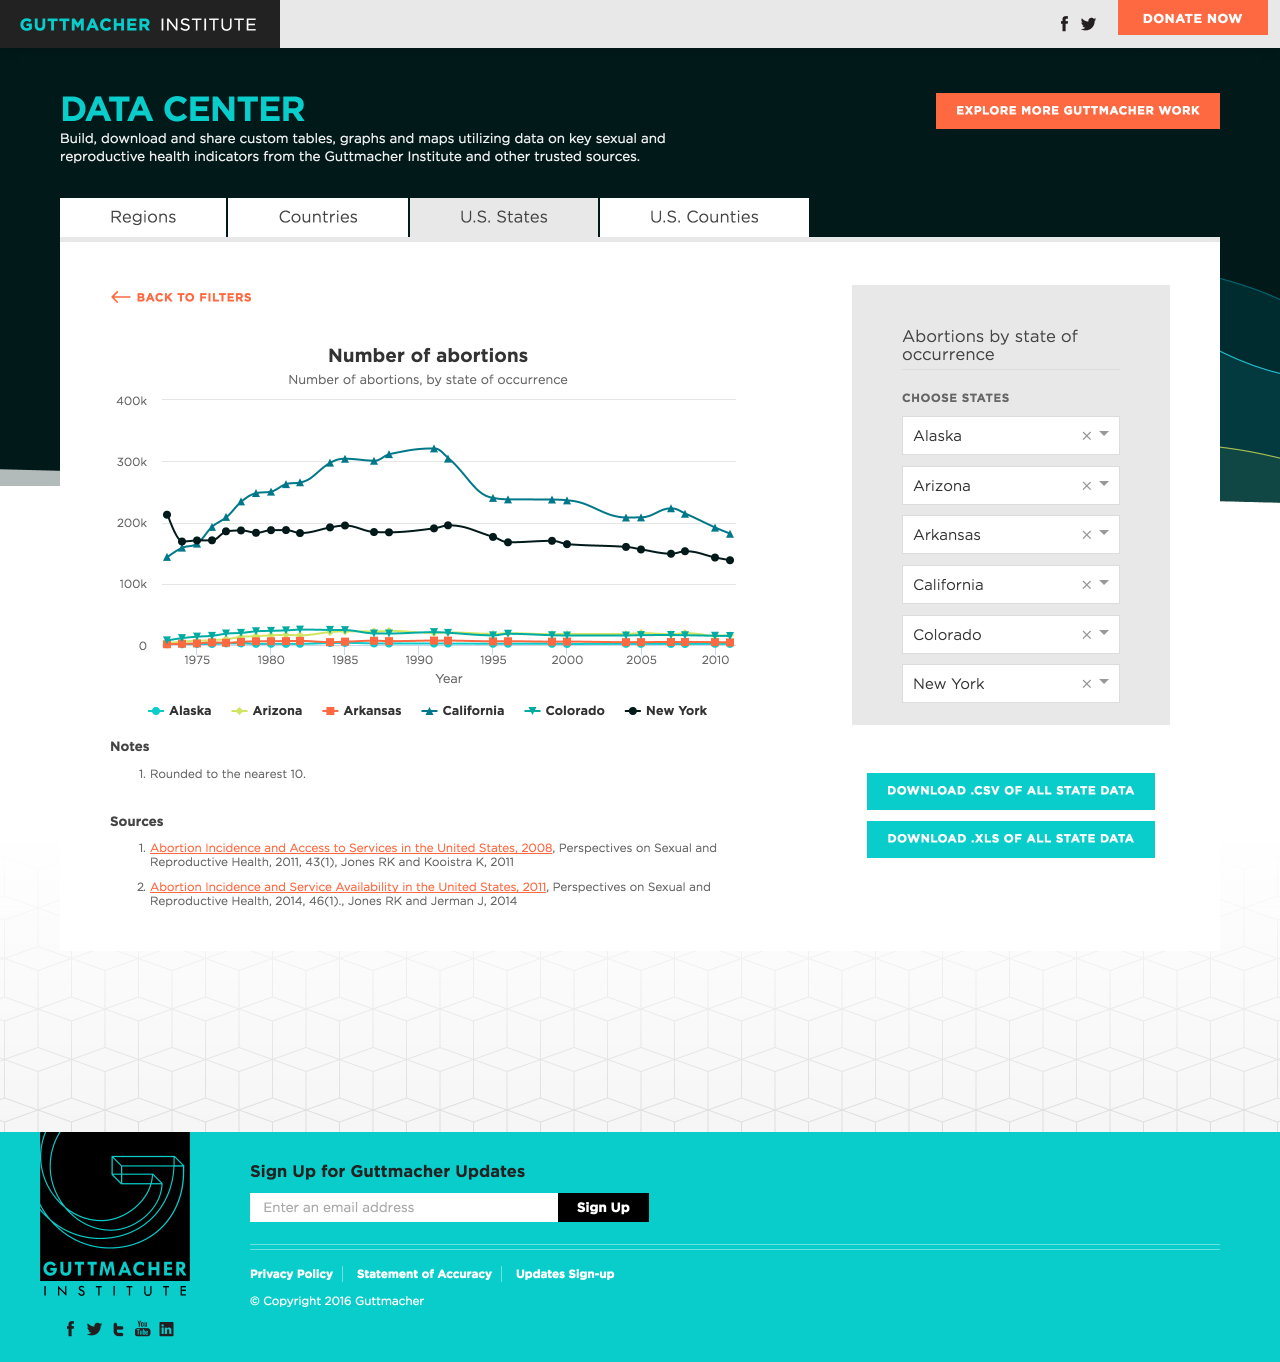 GUTTMACHER INSTITUTE
DONATE NOW
DATA CENTER
EXPLORE MORE GUTTMACHER WORK
Build, download and share custom tables, graphs and maps utilizing data on key sexual and
reproductive health indicators from the Guttmacher Institute and other trusted sources.
Regions
Countries
U.S. States
U.S. Counties
BACK TO FILTERS
Number of abortions
Number of abortions, by state of occurrence
400k
300k
200k
100k
0
1975 1980 1985 1990 1995 2000 2005 2010
Year
Alaska Arizona Arkansas California Colorado New York
Notes
1. Rounded to the nearest 10.
Sources
1. Abortion Incidence and Access to Services in the United States, 2008, Perspectives on Sexual and
Reproductive Health, 2011, 43(1), Jones RK and Kooistra K, 2011
2. Abortion Incidence and Service Availability in the United States, 2011, Perspectives on Sexual and
Reproductive Health, 2014, 46(1)., Jones RK and Jerman J, 2014
Abortions by state of
occurrence
CHOOSE STATES
Alaska
Arizona
Arkansas
California
Colorado
New York
DOWNLOAD .CSV OF ALL STATE DATA
DOWNLOAD .XLS OF ALL STATE DATA
GUTTMACHER
INSTITUTE
Sign Up for Guttmacher Updates
Enter an email address
Sign Up
Privacy Policy
Statement of Accuracy
Updates Sign-up
© Copyright 2016 Guttmacher
You
Tube
in